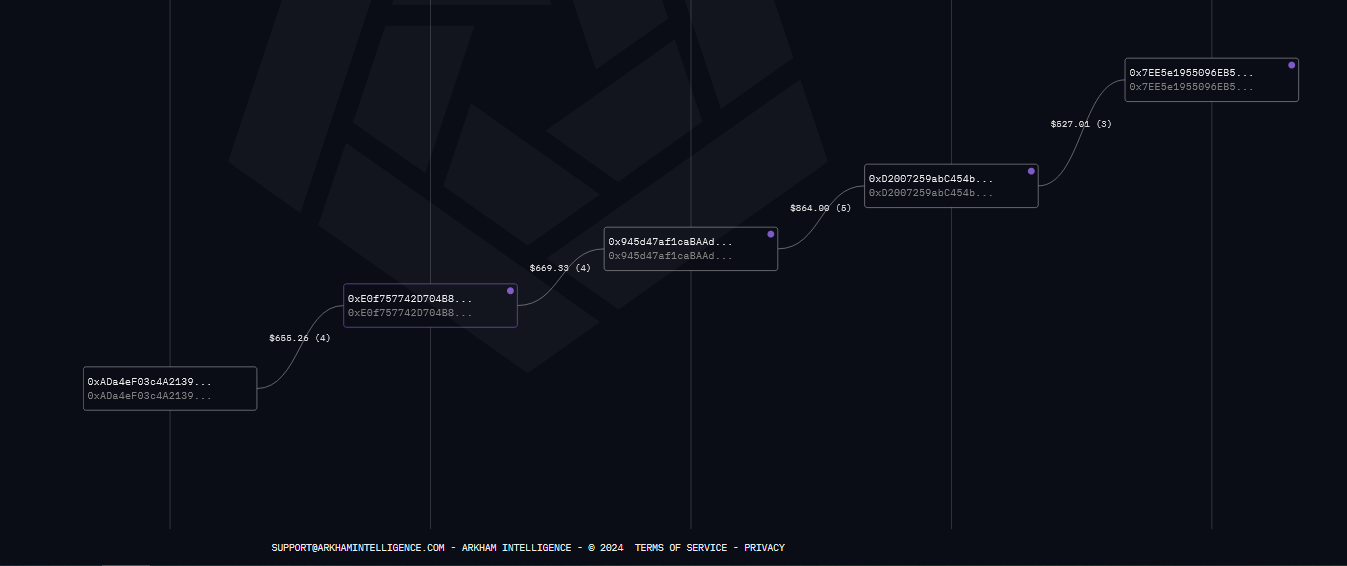 0x7EE5e1955096EB5...
0x7EE5e1955096EB5...
$527.01 (3)
0xD2007259abC454b...
0xD2007259abC454b...
$864.00 (5)
0x945d47af1caBAAd...
0x945d47af1caBAAd...
$669.33 (4)
0xE0f757742D704B8...
0xE0f757742D704B8...
$655.26 (4)
0xADa4eF03c4A2139...
0xADa4eF03c4A2139...
SUPPORT@ARKHAMINTELLIGENCE.COM - ARKHAM INTELLIGENCE - © 2024 TERMS OF SERVICE - PRIVACY